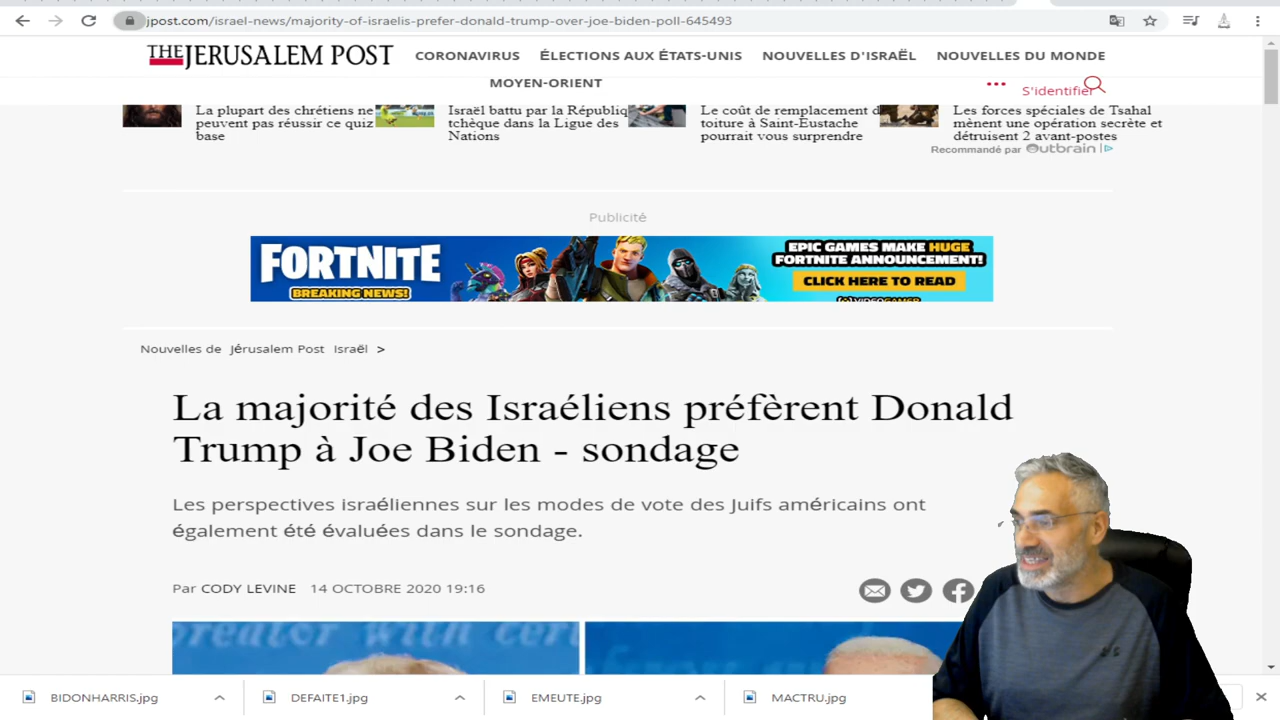 jpost.com/israel-news/majority-of-israelis-prefer-donald-trump-over-joe-biden-poll-645493
THE JERUSALEM POST
CORONAVIRUS ÉLECTIONS AUX ÉTATS-UNIS NOUVELLES D'ISRAËL NOUVELLES DU MONDE
MOYEN-ORIENT
S'identifier
La plupart des chrétiens ne
peuvent pas réussir ce quiz
base
Israël battu par la Républiq
tchèque dans la Ligue des
Nations
Le coût de remplacement d
toiture à Saint-Eustache
pourrait vous surprendre
Les forces spéciales de Tsahal
mènent une opération secrète et
détruisent 2 avant-postes
Recommandé par Outbrain
Publicité
FORTNITE
BREAKING NEWS!
EPIC GAMES MAKE HUGE
FORTNITE ANNOUNCEMENT!
CLICK HERE TO READ
VIDEOGAMER
Nouvelles de Jérusalem Post Israël >
La majorité des Israéliens préfèrent Donald
Trump à Joe Biden - sondage
Les perspectives israéliennes sur les modes de vote des Juifs américains ont
également été évaluées dans le sondage.
Par CODY LEVINE 14 OCTOBRE 2020 19:16
creator with
BIDONHARRIS.jpg
DEFAITE1.jpg
EMEUTE.jpg
MACTRU.jpg